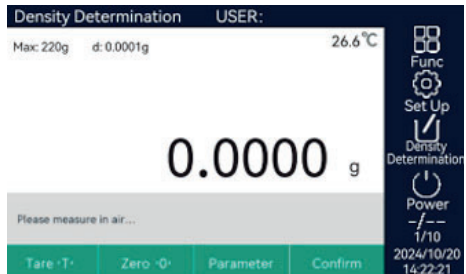 Density Determination USER:
Max: 220g d: 0.0001g 26.6℃
0.0000 g
Please measure in air...
Tare ·T· Zero ·0· Parameter Confirm
Func
Set Up
Density
Determination
Power
-/--
1/10
2024/10/20
14:22:21